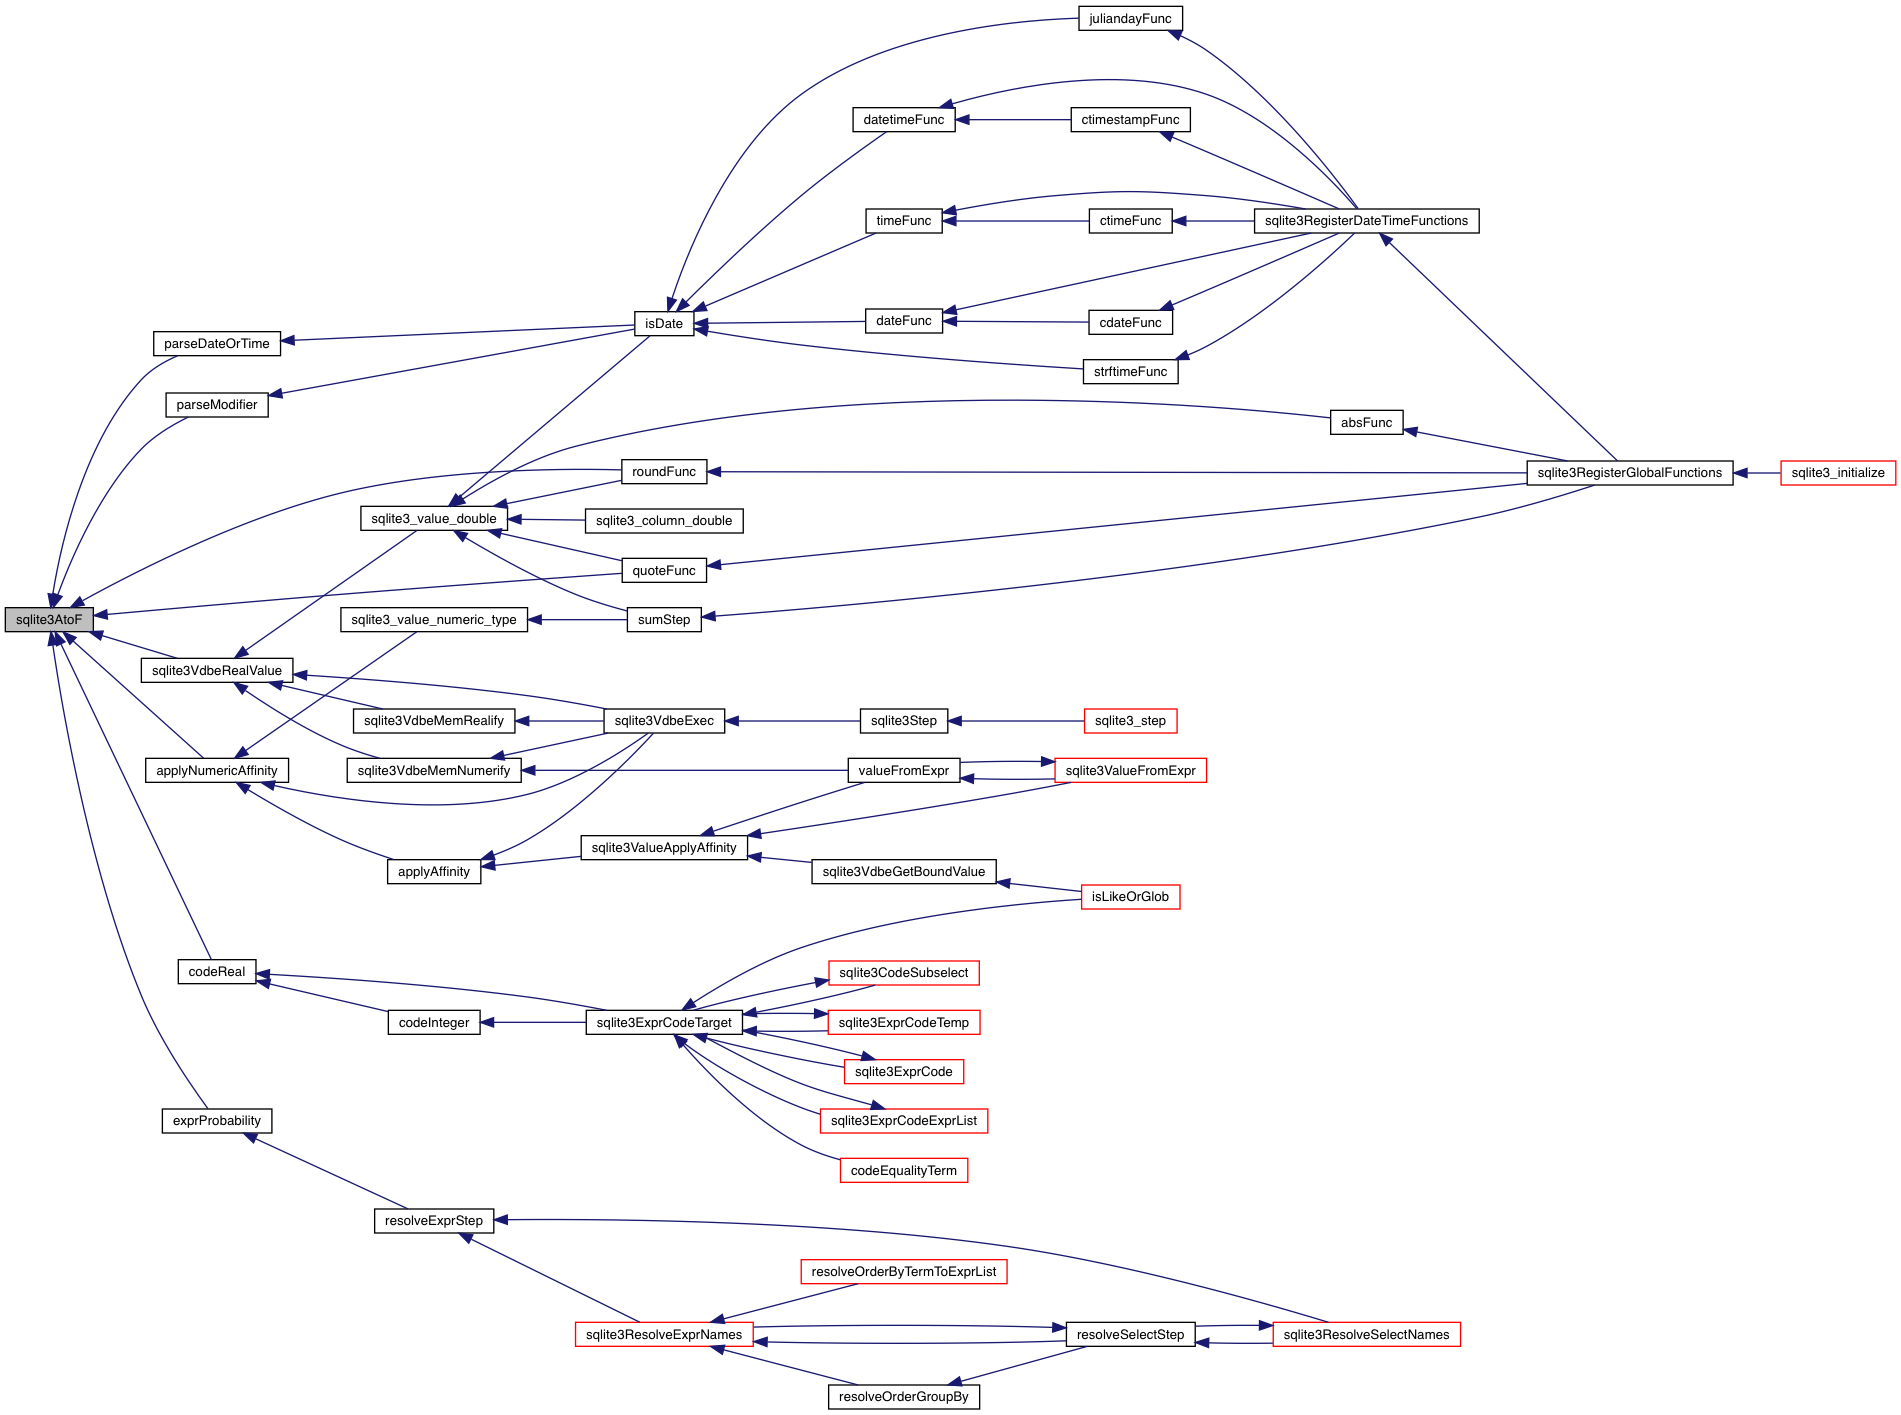 juliandayFunc
datetimeFunc
ctimestampFunc
timeFunc
ctimeFunc
sqlite3RegisterDateTimeFunctions
isDate
dateFunc
cdateFunc
parseDateOrTime
strftimeFunc
parseModifier
absFunc
roundFunc
sqlite3RegisterGlobalFunctions
sqlite3_initialize
sqlite3_value_double
sqlite3_column_double
quoteFunc
sqlite3AtoF
sqlite3_value_numeric_type
sumStep
sqlite3VdbeRealValue
sqlite3VdbeMemRealify
sqlite3VdbeExec
sqlite3Step
sqlite3_step
applyNumericAffinity
sqlite3VdbeMemNumerify
valueFromExpr
sqlite3ValueFromExpr
sqlite3ValueApplyAffinity
applyAffinity
sqlite3VdbeGetBoundValue
isLikeOrGlob
codeReal
sqlite3CodeSubselect
codeInteger
sqlite3ExprCodeTarget
sqlite3ExprCodeTemp
sqlite3ExprCode
exprProbability
sqlite3ExprCodeExprList
codeEqualityTerm
resolveExprStep
resolveOrderByTermToExprList
sqlite3ResolveExprNames
resolveSelectStep
sqlite3ResolveSelectNames
resolveOrderGroupBy